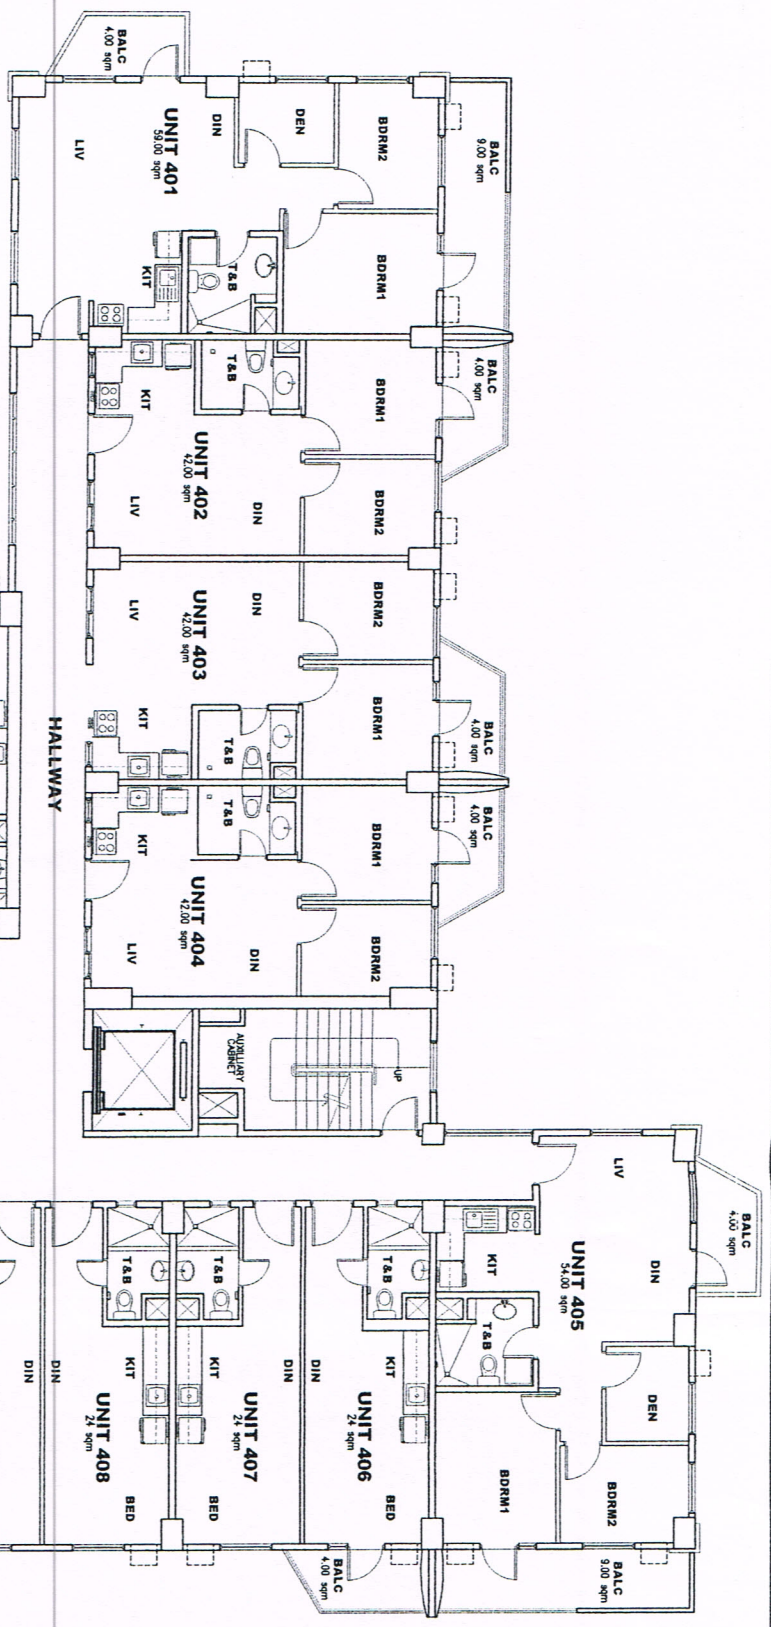 BALC
4.00 sqm
UNIT 401
59.00 sqm
LIV
DIN
DEN
BDRM2
BALC
9.00 sqm
BDRM1
T&B
KIT
BALC
4.00 sqm
BDRM1
T&B
KIT
UNIT 402
42.00 sqm
LIV
DIN
BDRM2
UNIT 403
42.00 sqm
LIV
DIN
BDRM2
BDRM1
KIT
T&B
BALC
4.00 sqm
HALLWAY
BALC
4.00 sqm
BDRM1
T&B
KIT
UNIT 404
42.00 sqm
LIV
DIN
BDRM2
AUXILLIARY
CABINET
UP
LIV
BALC
4.00 sqm
UNIT 405
54.00 sqm
DIN
KIT
T&B
DEN
BDRM1
BDRM2
BALC
9.00 sqm
T&B
KIT
DIN
UNIT 406
24 sqm
BED
BALC
4.00 sqm
T&B
KIT
DIN
UNIT 407
24 sqm
BED
T&B
KIT
DIN
UNIT 408
24 sqm
BED
DIN